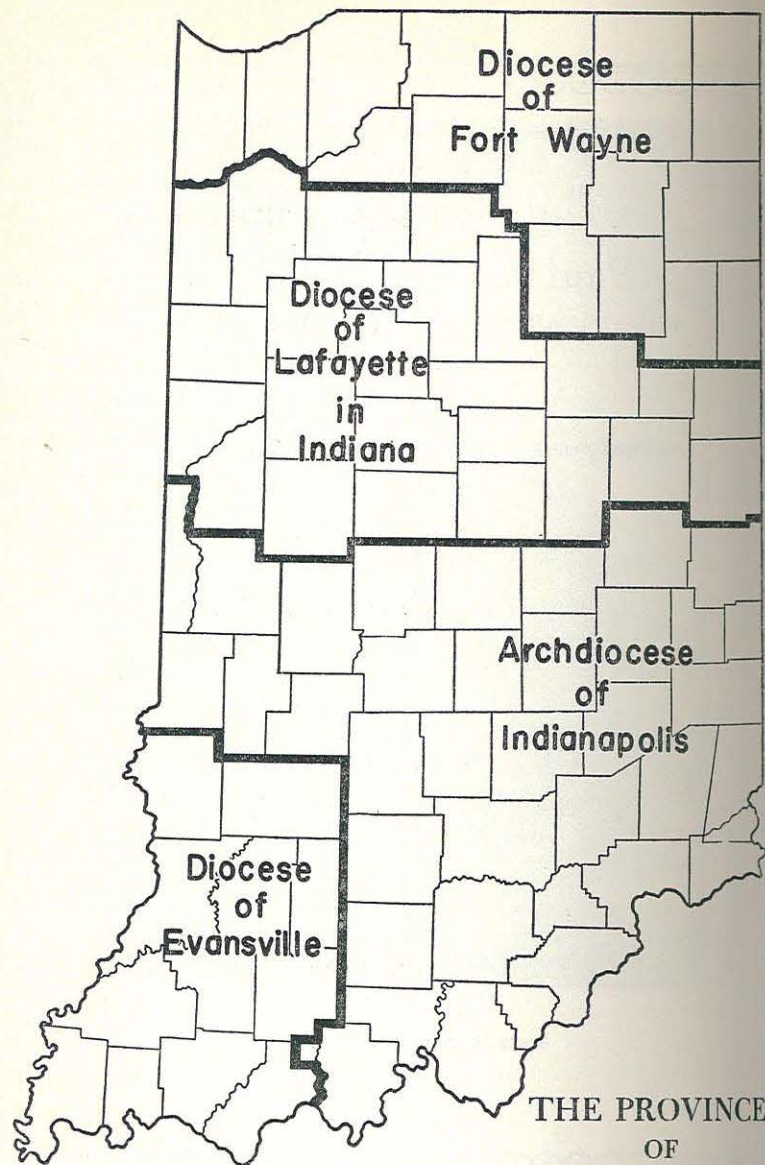 Diocese
of
Fort Wayne
Diocese
of
Lafayette
in
Indiana
Archdiocese
of
Indianapolis
Diocese
of
Evansville
THE PROVINCE
OF